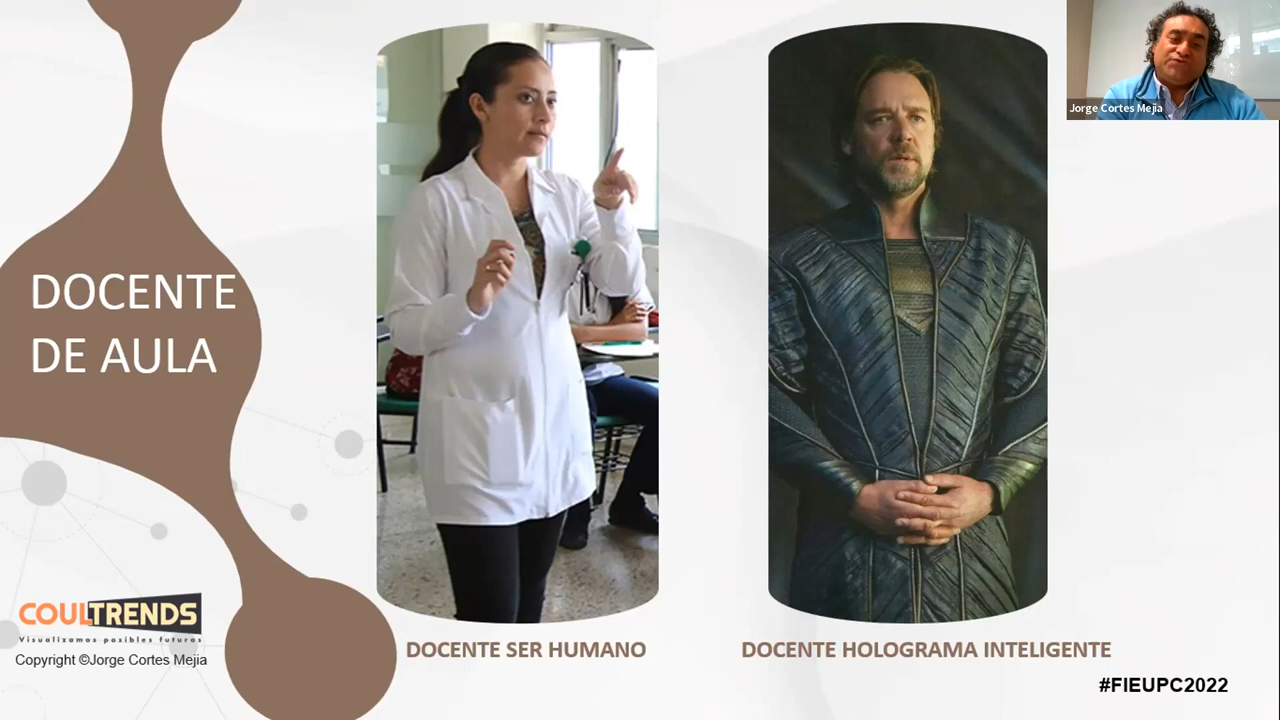 Jorge Cortes Mejia
DOCENTE
DE AULA
COULTRENDS
Visualizamos posibles futuros
Copyright ©Jorge Cortes Mejia
DOCENTE SER HUMANO
DOCENTE HOLOGRAMA INTELIGENTE
#FIEUPC2022